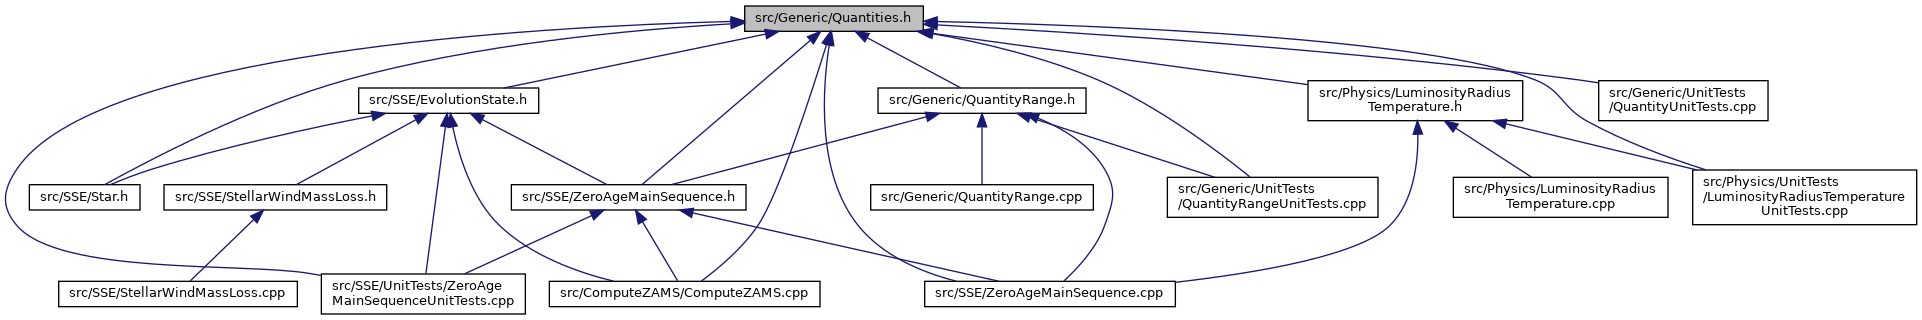 src/Generic/Quantities.h
src/SSE/EvolutionState.h
src/Generic/QuantityRange.h
src/Physics/LuminosityRadius
Temperature.h
src/Generic/UnitTests
/QuantityUnitTests.cpp
src/SSE/Star.h
src/SSE/StellarWindMassLoss.h
src/SSE/ZeroAgeMainSequence.h
src/Generic/QuantityRange.cpp
src/Generic/UnitTests
/QuantityRangeUnitTests.cpp
src/Physics/LuminosityRadius
Temperature.cpp
src/Physics/UnitTests
/LuminosityRadiusTemperature
UnitTests.cpp
src/SSE/StellarWindMassLoss.cpp
src/SSE/UnitTests/ZeroAge
MainSequenceUnitTests.cpp
src/ComputeZAMS/ComputeZAMS.cpp
src/SSE/ZeroAgeMainSequence.cpp